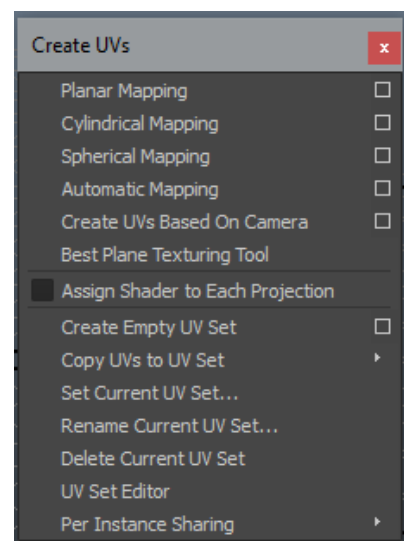 Create UVs
Planar Mapping
Cylindrical Mapping
Spherical Mapping
Automatic Mapping
Create UVs Based On Camera
Best Plane Texturing Tool
Assign Shader to Each Projection
Create Empty UV Set
Copy UVs to UV Set
Set Current UV Set...
Rename Current UV Set...
Delete Current UV Set
UV Set Editor
Per Instance Sharing